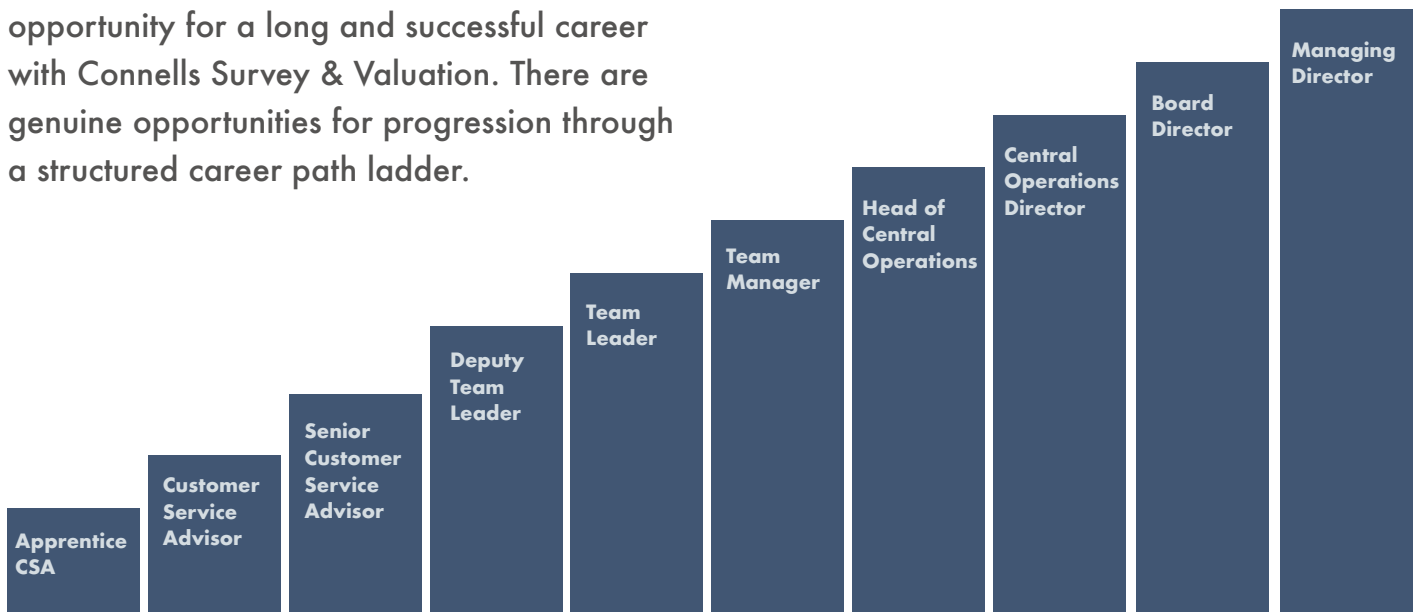 opportunity for a long and successful career
with Connells Survey & Valuation. There are
genuine opportunities for progression through
a structured career path ladder.
Apprentice
CSA
Customer
Service
Advisor
Senior
Customer
Service
Advisor
Deputy
Team
Leader
Team
Leader
Team
Manager
Head of
Central
Operations
Central
Operations
Director
Board
Director
Managing
Director